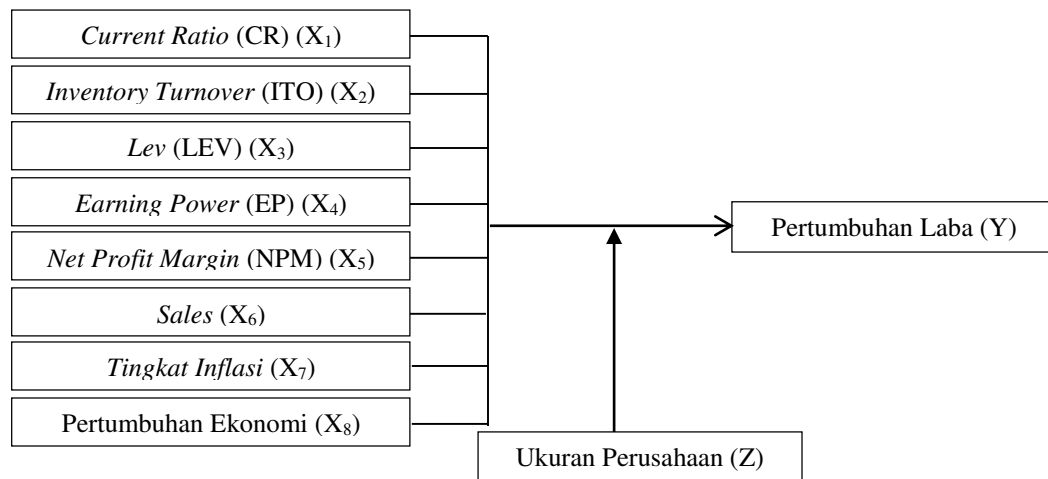 Current Ratio (CR) (X₁)
Inventory Turnover (ITO) (X₂)
Lev (LEV) (X₃)
Earning Power (EP) (X₄)
Net Profit Margin (NPM) (X₅)
Sales (X₆)
Tingkat Inflasi (X₇)
Pertumbuhan Ekonomi (X₈)
Pertumbuhan Laba (Y)
Ukuran Perusahaan (Z)